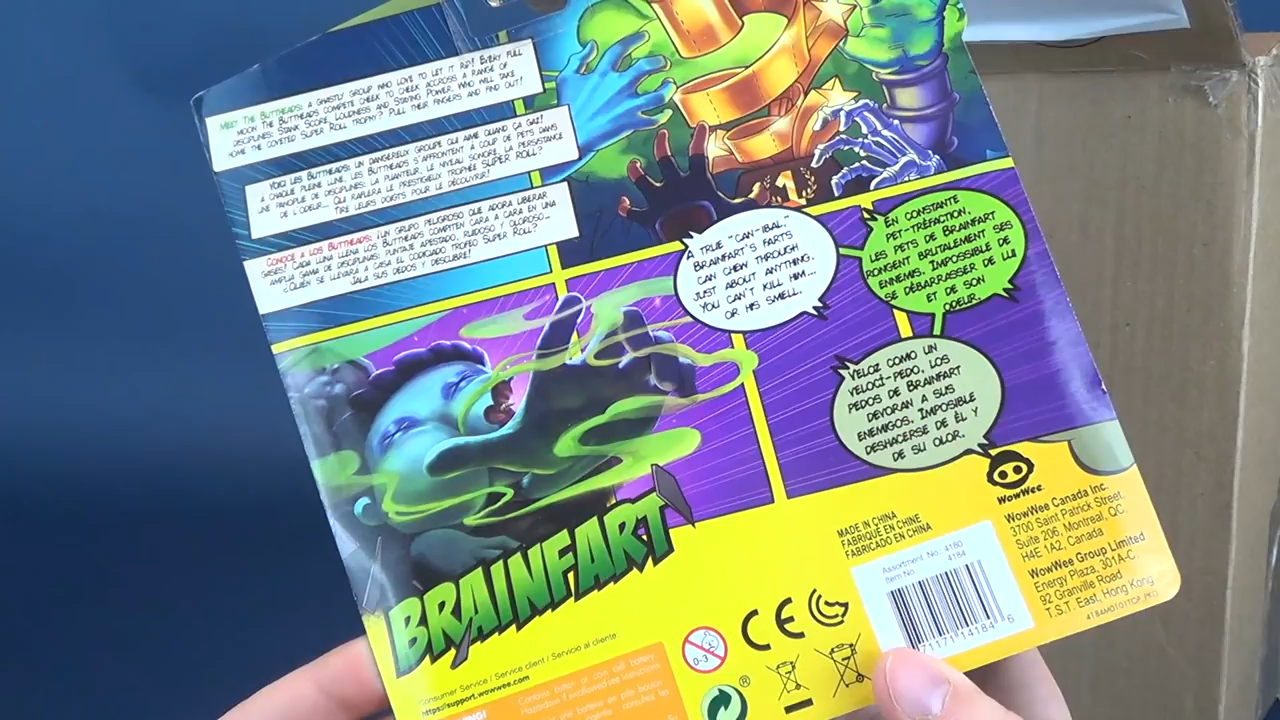 MEET THE BUTTHEADS: A GHASTLY GROUP WHO LOVE TO LET IT RIP! EVERY FULL
MOON THE BUTTHEADS COMPETE CHEEK TO CHEEK ACCROSS A RANGE OF
DISCIPLINES: STANK SCORE, LOUDNESS AND STAYING POWER. WHO WILL TAKE
HOME THE COVETED SUPER ROLL TROPHY? PULL THEIR FINGERS AND FIND OUT!
VOICI LES BUTTHEADS: UN DANGEREUX GROUPE QUI AIME QUAND ÇA GAZ!
À CHAQUE PLEINE LUNE, LES BUTTHEADS S'AFFRONTENT À COUP DE PETS DANS
UNE PANOPLIE DE DISCIPLINES: LA PUANTEUR, LE NIVEAU SONORE, LA PERSISTANCE
DE L'ODEUR... QUI RAFLERA LE PRESTIGIEUX TROPHÉE SUPER ROLL?
TIRE LEURS DOIGTS POUR LE DÉCOUVRIR!
CONOCE A LOS BUTTHEADS: ¡UN GRUPO PELIGROSO QUE ADORA LIBERAR
GASES! CADA LUNA LLENA LOS BUTTHEADS COMPITEN CARA A CARA EN UNA
AMPLIA GAMA DE DISCIPLINAS: PUNTAJE APESTADO, RUIDOSO Y OLOROSO...
¿QUIÉN SE LLEVARÁ A CASA EL CODICIADO TROFEO SUPER ROLL?
JALA SUS DEDOS Y DESCUBRE!
1
A TRUE "CAN-IBAL,"
BRAINFART'S FARTS
CAN CHEW THROUGH
JUST ABOUT ANYTHING.
YOU CAN'T KILL HIM...
OR HIS SMELL.
EN CONSTANTE
PET-TRÉFACTION,
LES PETS DE BRAINFART
RONGENT BRUTALEMENT SES
ENNEMIS. IMPOSSIBLE DE
SE DÉBARRASSER DE LUI
ET DE SON
ODEUR.
VELOZ COMO UN
VELOCI-PEDO, LOS
PEDOS DE BRAINFART
DEVORAN A SUS
ENEMIGOS. IMPOSIBLE
DESHACERSE DE ÉL Y
DE SU OLOR.
BRAINFART
WowWee
WowWee Canada Inc.
3700 Saint Patrick Street
Suite 206, Montreal, QC,
H4E 1A2, Canada
WowWee Group Limited
Energy Plaza, 301A-C
92 Granville Road
T.S.T. East, Hong Kong
MADE IN CHINA
FABRIQUÉ EN CHINE
FABRICADO EN CHINA
Assortment No.: 4180
Item No. 4184
71171 14184 6
CE
0-3
Consumer Service / Service client / Servicio al cliente
https://support.wowwee.com
Contains button or coin cell battery.